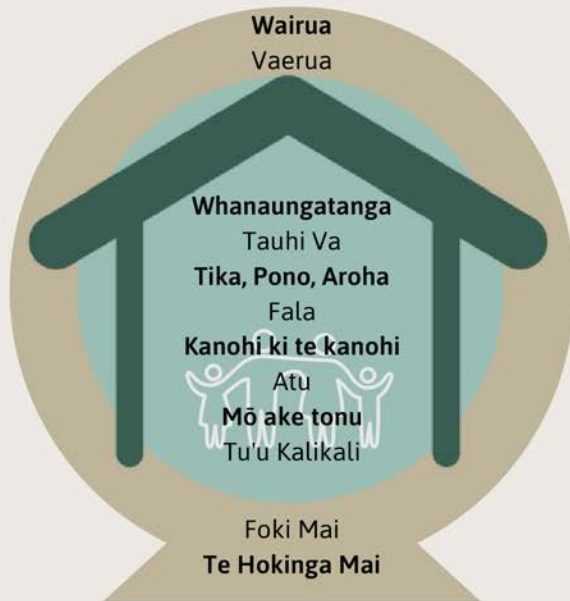 Wairua
Vaerua
Whanaungatanga
Tauhi Va
Tika, Pono, Aroha
Fala
Kanohi ki te kanohi
Atu
Mō ake tonu
Tu'u Kalikali
Foki Mai
Te Hokinga Mai